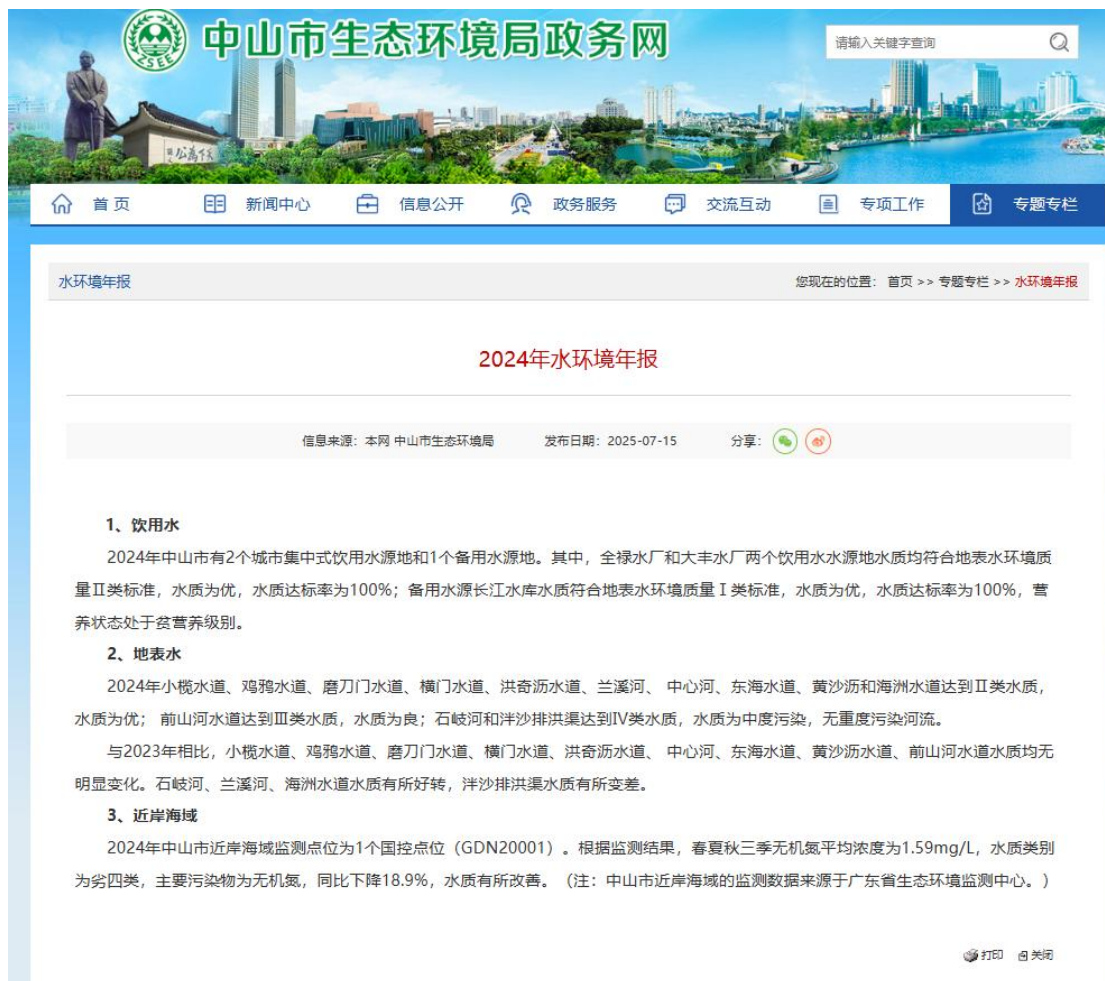 中山市生态环境局政务网
ZSEE
请输入关键字查询
天下為公
首 页
新闻中心
信息公开
政务服务
交流互动
专项工作
专题专栏
水环境年报
您现在的位置： 首页 >> 专题专栏 >> 水环境年报
2024年水环境年报
信息来源：本网 中山市生态环境局 发布日期：2025-07-15 分享：
1、饮用水
2024年中山市有2个城市集中式饮用水源地和1个备用水源地。其中，全禄水厂和大丰水厂两个饮用水水源地水质均符合地表水环境质
量Ⅱ类标准，水质为优，水质达标率为100%；备用水源长江水库水质符合地表水环境质量Ⅰ类标准，水质为优，水质达标率为100%，营
养状态处于贫营养级别。
2、地表水
2024年小榄水道、鸡鸦水道、磨刀门水道、横门水道、洪奇沥水道、兰溪河、 中心河、东海水道、黄沙沥和海洲水道达到Ⅱ类水质，
水质为优； 前山河水道达到Ⅲ类水质，水质为良；石岐河和泮沙排洪渠达到Ⅳ类水质，水质为中度污染，无重度污染河流。
与2023年相比，小榄水道、鸡鸦水道、磨刀门水道、横门水道、洪奇沥水道、 中心河、东海水道、黄沙沥水道、前山河水道水质均无
明显变化。石岐河、兰溪河、海洲水道水质有所好转，泮沙排洪渠水质有所变差。
3、近岸海域
2024年中山市近岸海域监测点位为1个国控点位（GDN20001）。根据监测结果，春夏秋三季无机氮平均浓度为1.59mg/L，水质类别
为劣四类，主要污染物为无机氮，同比下降18.9%，水质有所改善。（注：中山市近岸海域的监测数据来源于广东省生态环境监测中心。）
打印 关闭